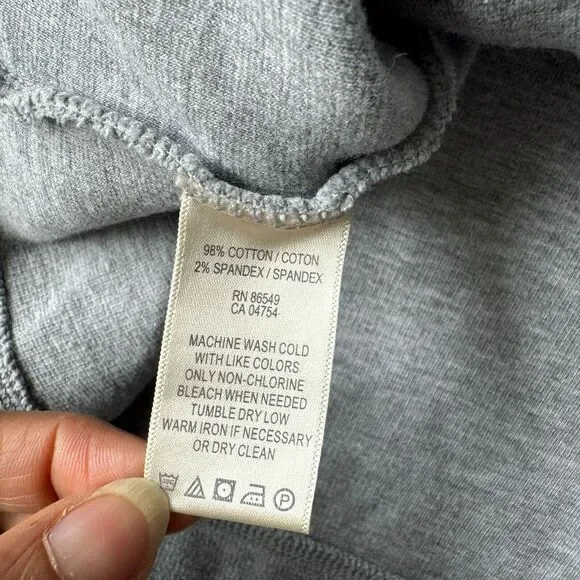 98% COTTON / COTON
2% SPANDEX / SPANDEX
RN 86549
CA 04754
MACHINE WASH COLD
WITH LIKE COLORS
ONLY NON-CHLORINE
BLEACH WHEN NEEDED
TUMBLE DRY LOW
WARM IRON IF NECESSARY
OR DRY CLEAN
P